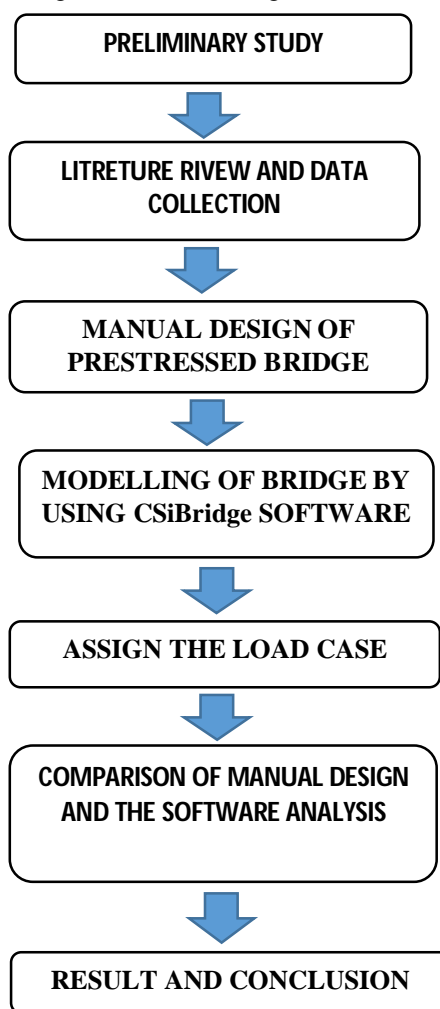 PRELIMINARY STUDY
LITRETURE RIVEW AND DATA
COLLECTION
MANUAL DESIGN OF
PRESTRESSED BRIDGE
MODELLING OF BRIDGE BY
USING CSiBridge SOFTWARE
ASSIGN THE LOAD CASE
COMPARISON OF MANUAL DESIGN
AND THE SOFTWARE ANALYSIS
RESULT AND CONCLUSION